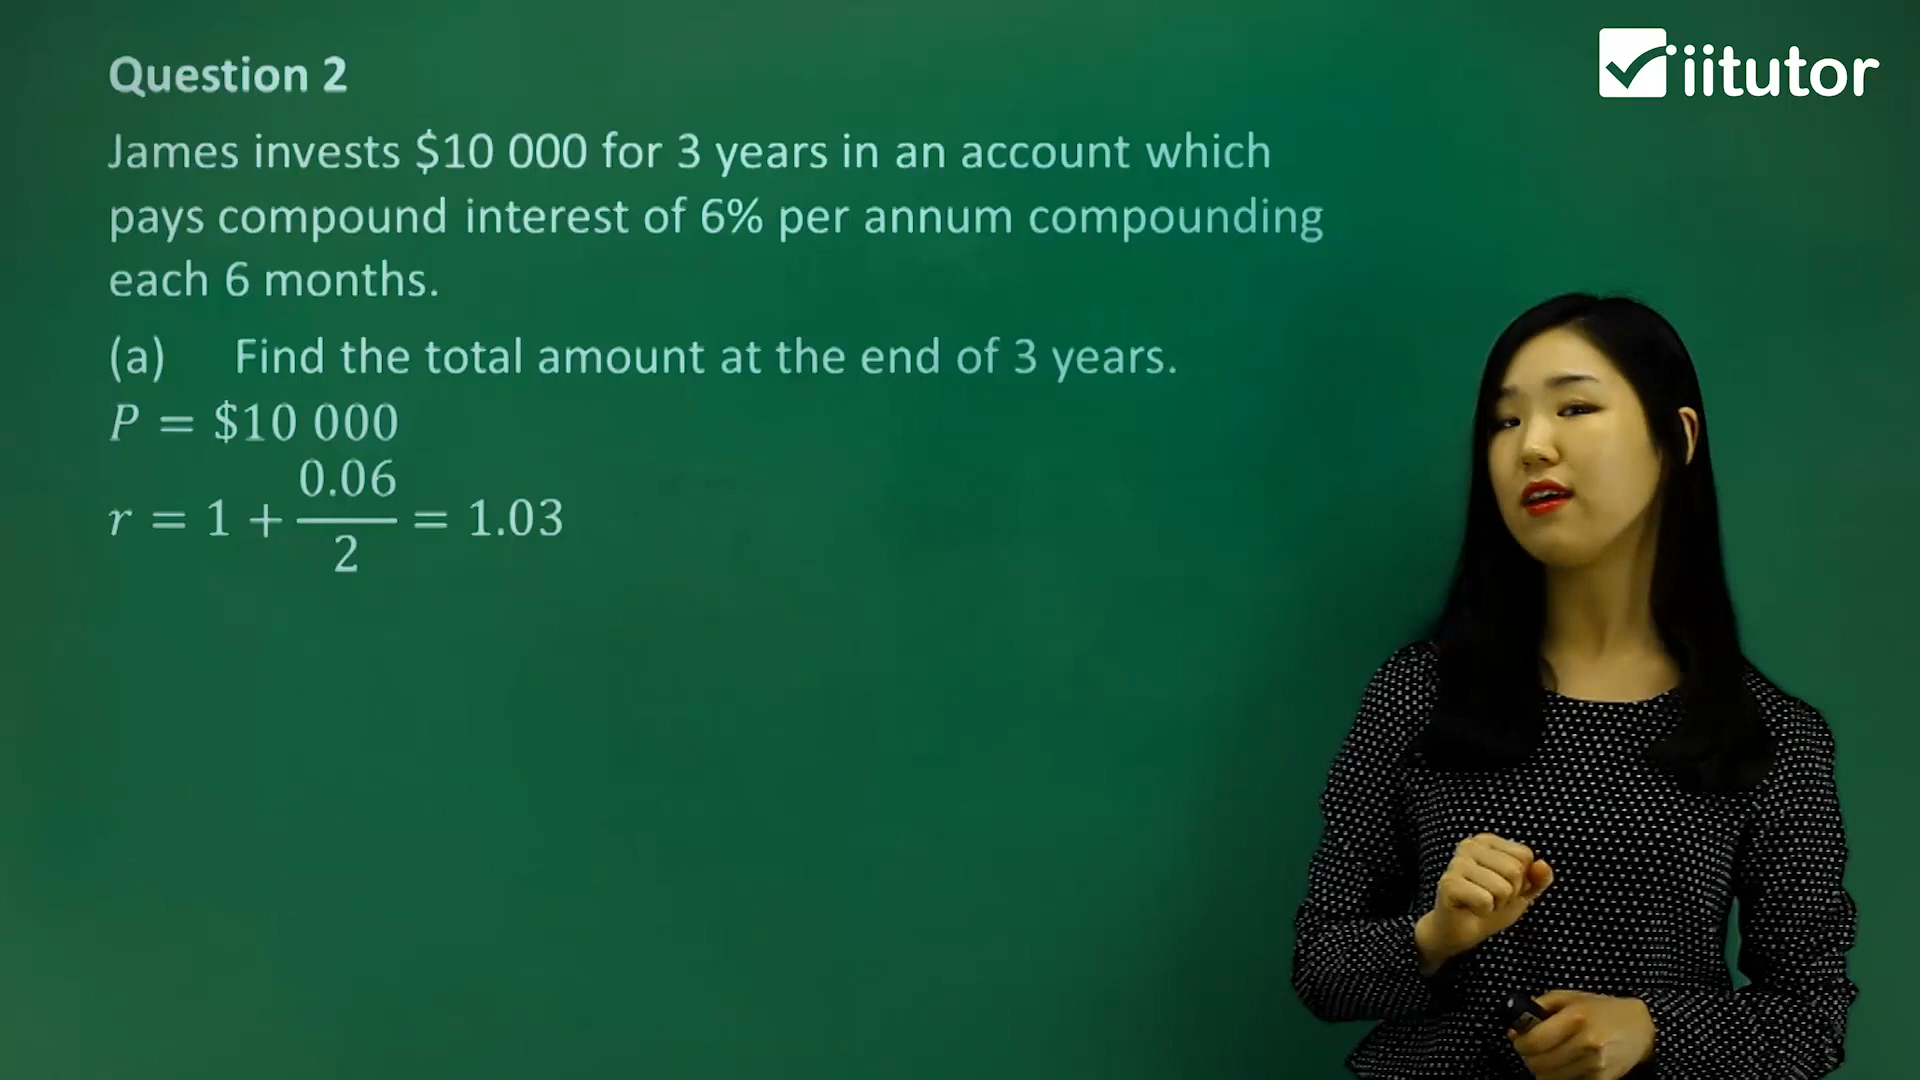 Question 2
iitutor
James invests $10 000 for 3 years in an account which
pays compound interest of 6% per annum compounding
each 6 months.
(a) Find the total amount at the end of 3 years.
P = $10 000
r = 1 + 0.06/2 = 1.03